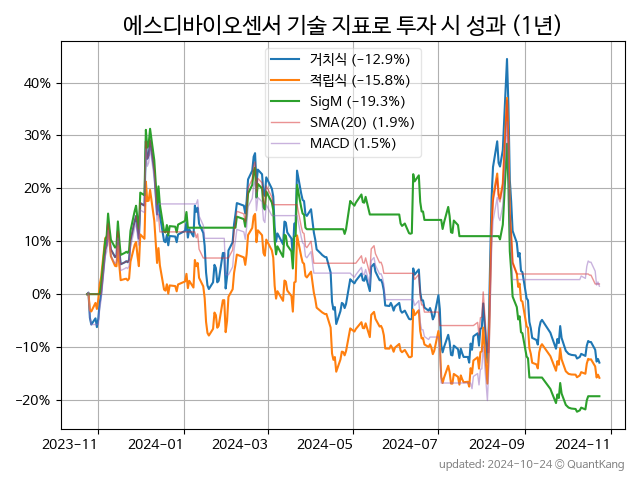 에스디바이오센서 기술 지표로 투자 시 성과 (1년)
거치식 (−12.9%)
적립식 (−15.8%)
SigM (−19.3%)
SMA(20) (1.9%)
MACD (1.5%)
40%
30%
20%
10%
0%
−10%
−20%
2023-11 2024-01 2024-03 2024-05 2024-07 2024-09 2024-11
updated: 2024-10-24 © QuantKang